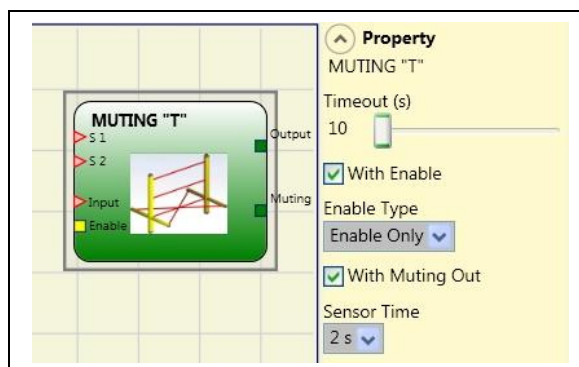 MUTING "T"
S 1
S 2
Input
Enable
Output
Muting
Property
MUTING "T"
Timeout (s)
10
With Enable
Enable Type
Enable Only
With Muting Out
Sensor Time
2 s